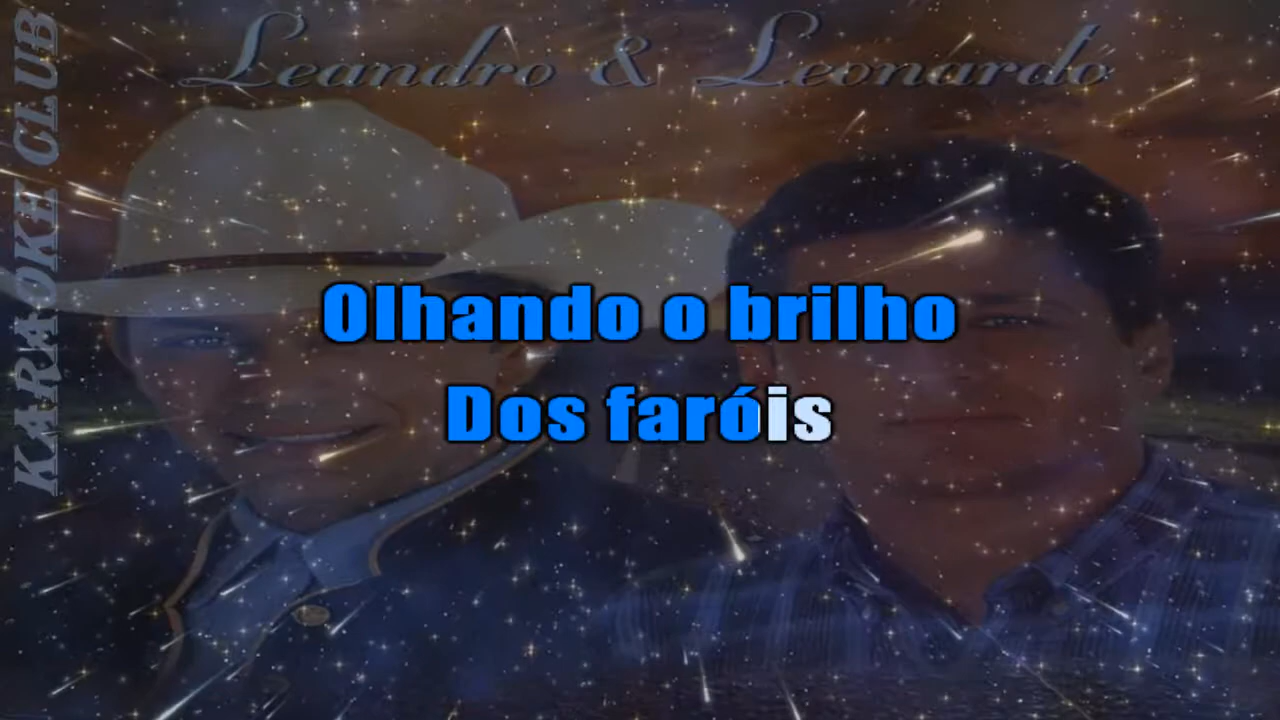 Leandro & Leonardo
KARAOKE CLUB
Olhando o brilho
Dos faróis